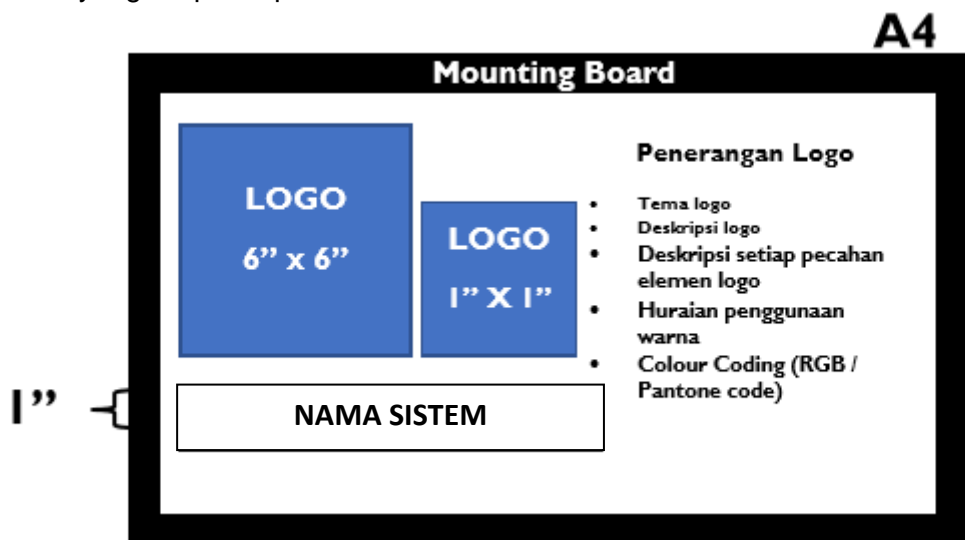 A4
Mounting Board
LOGO
6” x 6”
LOGO
1” X 1”
Penerangan Logo
• Tema logo
• Deskripsi logo
• Deskripsi setiap pecahan
elemen logo
• Huraian penggunaan
warna
• Colour Coding (RGB /
Pantone code)
1”
NAMA SISTEM